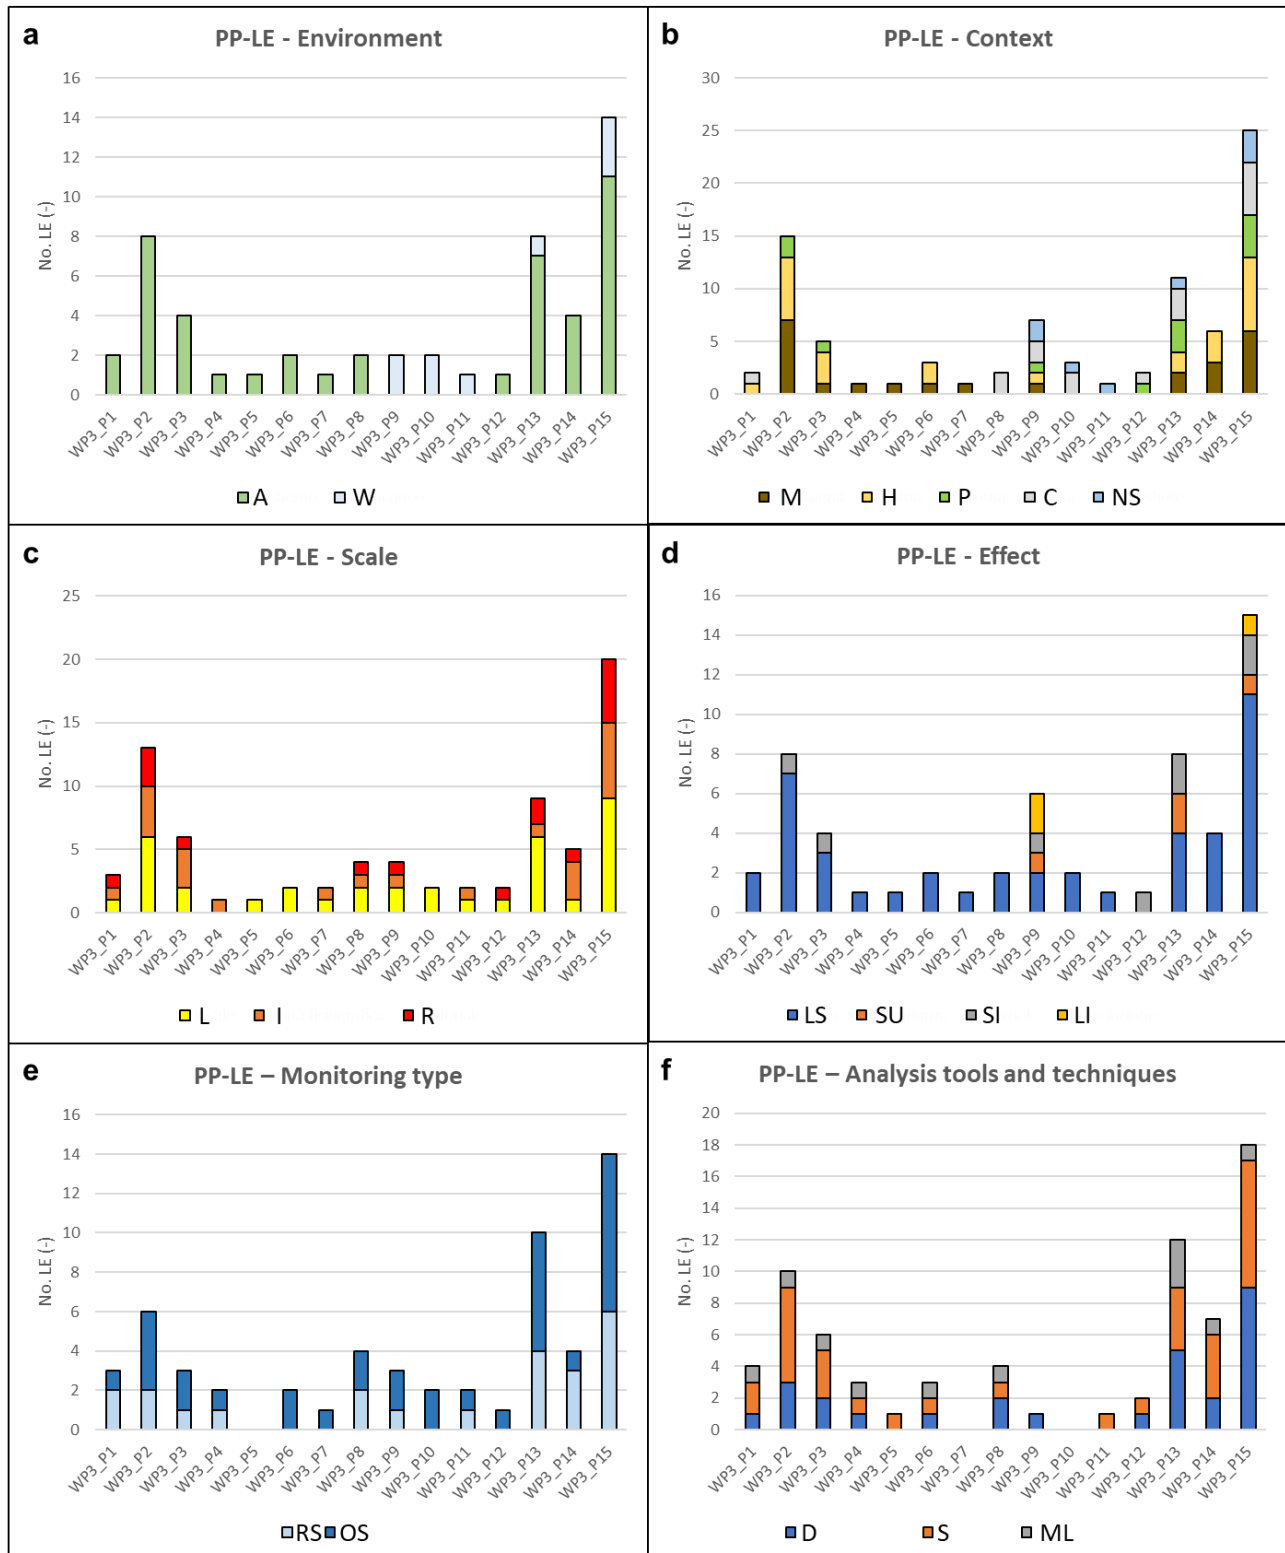 a
PP-LE - Environment
No. LE (-)
16
14
12
10
8
6
4
2
0
WP3_P1 WP3_P2 WP3_P3 WP3_P4 WP3_P5 WP3_P6 WP3_P7 WP3_P8 WP3_P9 WP3_P10 WP3_P11 WP3_P12 WP3_P13 WP3_P14 WP3_P15
A W
b
PP-LE - Context
No. LE (-)
30
25
20
15
10
5
0
WP3_P1 WP3_P2 WP3_P3 WP3_P4 WP3_P5 WP3_P6 WP3_P7 WP3_P8 WP3_P9 WP3_P10 WP3_P11 WP3_P12 WP3_P13 WP3_P14 WP3_P15
M H P C NS
c
PP-LE - Scale
No. LE (-)
25
20
15
10
5
0
WP3_P1 WP3_P2 WP3_P3 WP3_P4 WP3_P5 WP3_P6 WP3_P7 WP3_P8 WP3_P9 WP3_P10 WP3_P11 WP3_P12 WP3_P13 WP3_P14 WP3_P15
L I R
d
PP-LE - Effect
No. LE (-)
16
14
12
10
8
6
4
2
0
WP3_P1 WP3_P2 WP3_P3 WP3_P4 WP3_P5 WP3_P6 WP3_P7 WP3_P8 WP3_P9 WP3_P10 WP3_P11 WP3_P12 WP3_P13 WP3_P14 WP3_P15
LS SU SI LI
e
PP-LE – Monitoring type
No. LE (-)
16
14
12
10
8
6
4
2
0
WP3_P1 WP3_P2 WP3_P3 WP3_P4 WP3_P5 WP3_P6 WP3_P7 WP3_P8 WP3_P9 WP3_P10 WP3_P11 WP3_P12 WP3_P13 WP3_P14 WP3_P15
RS OS
f
PP-LE – Analysis tools and techniques
No. LE (-)
20
18
16
14
12
10
8
6
4
2
0
WP3_P1 WP3_P2 WP3_P3 WP3_P4 WP3_P5 WP3_P6 WP3_P7 WP3_P8 WP3_P9 WP3_P10 WP3_P11 WP3_P12 WP3_P13 WP3_P14 WP3_P15
D S ML